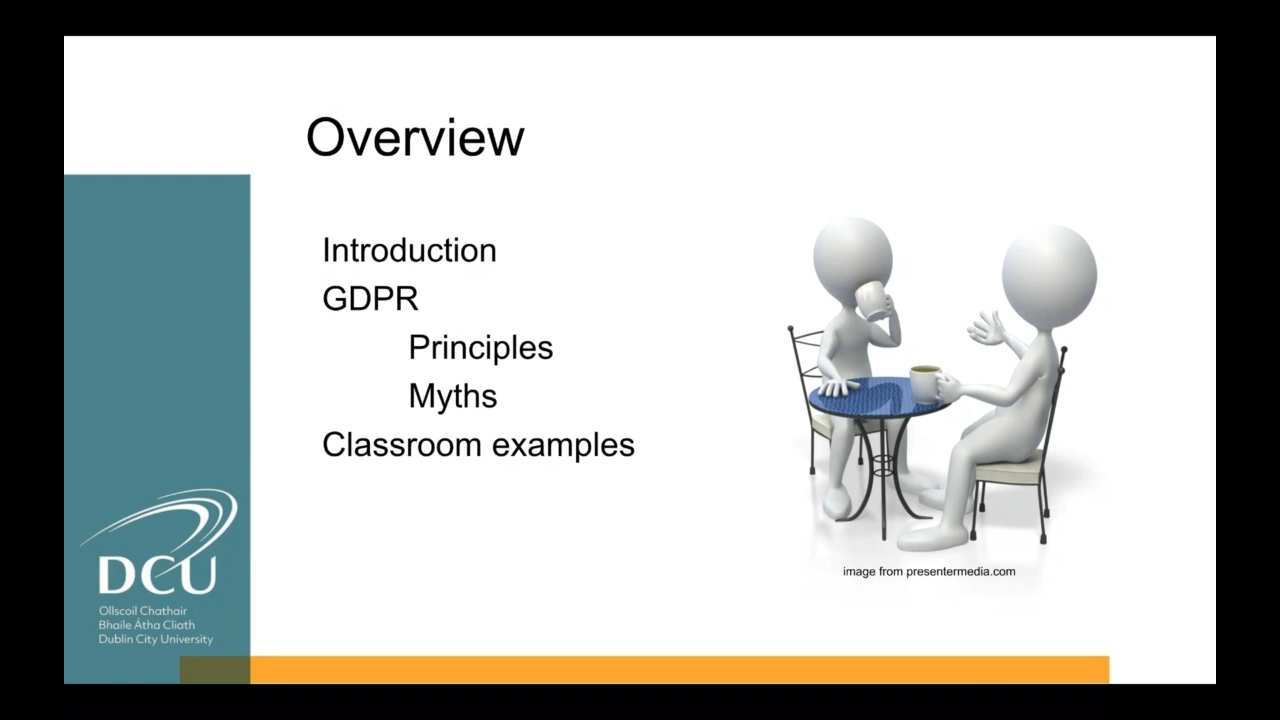 Overview
Introduction
GDPR
Principles
Myths
Classroom examples
image from presentermedia.com
DCU
Ollscoil Chathair
Bhaile Átha Cliath
Dublin City University